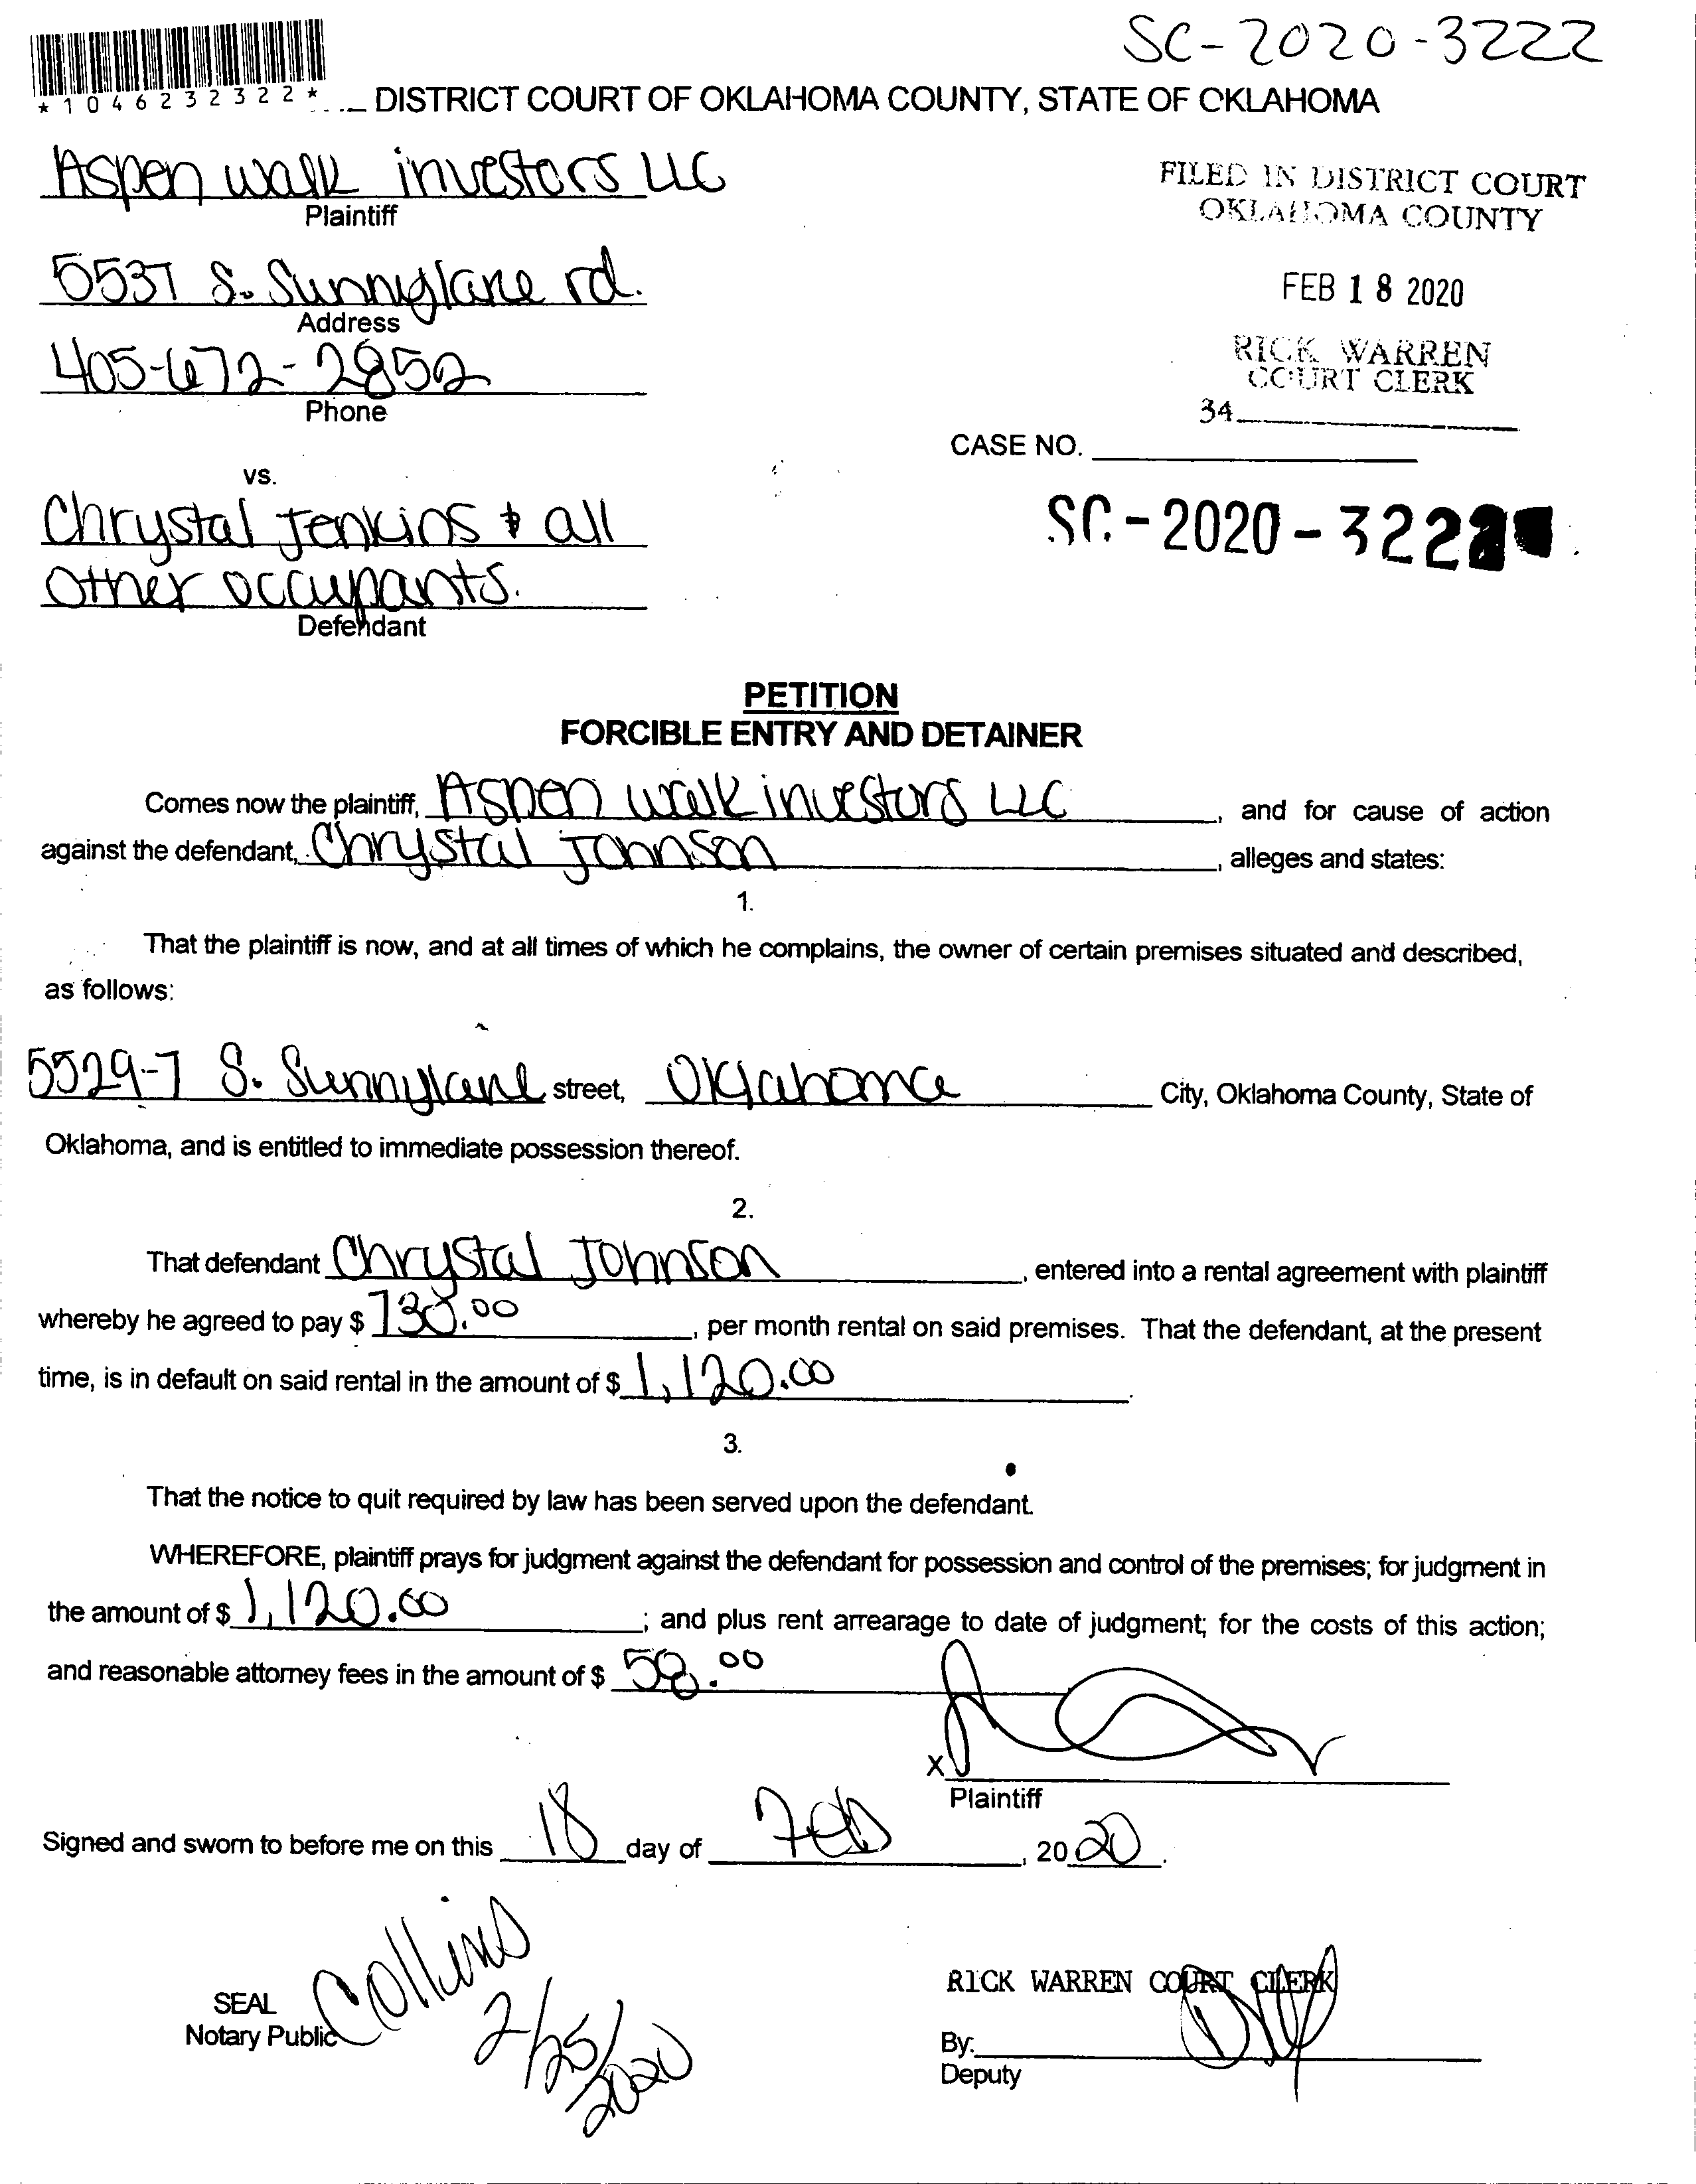 SC-2020-3222
*1046232322*
DISTRICT COURT OF OKLAHOMA COUNTY, STATE OF OKLAHOMA
Aspen walk investors LLC
Plaintiff
FILED IN DISTRICT COURT
OKLAHOMA COUNTY
5537 S. Sunnylane rd.
Address
FEB 18 2020
405-672-2852
Phone
RICK WARREN
COURT CLERK
34
CASE NO.
vs.
Chrystal Jenkins & all
other occupants.
Defendant
SC-2020-322
PETITION
FORCIBLE ENTRY AND DETAINER
Comes now the plaintiff, Aspen walk investors LLC, and for cause of action
against the defendant, Chrystal Johnson, alleges and states:
1.
That the plaintiff is now, and at all times of which he complains, the owner of certain premises situated and described,
as follows:
5529-7 S. Sunnylane street, Oklahoma City, Oklahoma County, State of
Oklahoma, and is entitled to immediate possession thereof.
2.
That defendant Chrystal Johnson, entered into a rental agreement with plaintiff
whereby he agreed to pay $ .00, per month rental on said premises. That the defendant, at the present
time, is in default on said rental in the amount of $ 1,120.00.
3.
That the notice to quit required by law has been served upon the defendant.
WHEREFORE, plaintiff prays for judgment against the defendant for possession and control of the premises; for judgment in
the amount of $ 1,120.00; and plus rent arrearage to date of judgment; for the costs of this action;
and reasonable attorney fees in the amount of $ 58.00
X
Plaintiff
Signed and sworn to before me on this 18 day of Feb, 2020.
Collins
2/25/2020
SEAL
Notary Public
RICK WARREN COURT CLERK
By:
Deputy